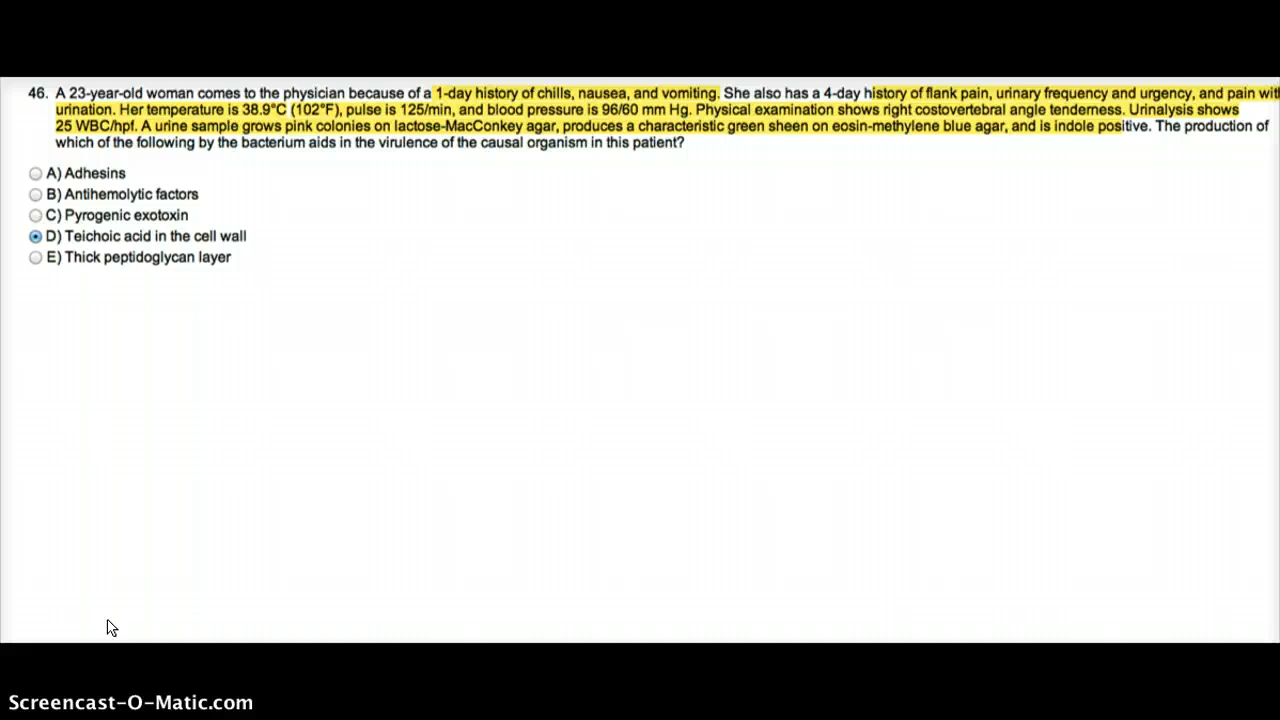 46. A 23-year-old woman comes to the physician because of a 1-day history of chills, nausea, and vomiting. She also has a 4-day history of flank pain, urinary frequency and urgency, and pain with
urination. Her temperature is 38.9°C (102°F), pulse is 125/min, and blood pressure is 96/60 mm Hg. Physical examination shows right costovertebral angle tenderness. Urinalysis shows
25 WBC/hpf. A urine sample grows pink colonies on lactose-MacConkey agar, produces a characteristic green sheen on eosin-methylene blue agar, and is indole positive. The production of
which of the following by the bacterium aids in the virulence of the causal organism in this patient?
A) Adhesins
B) Antihemolytic factors
C) Pyrogenic exotoxin
D) Teichoic acid in the cell wall
E) Thick peptidoglycan layer
Screencast-O-Matic.com